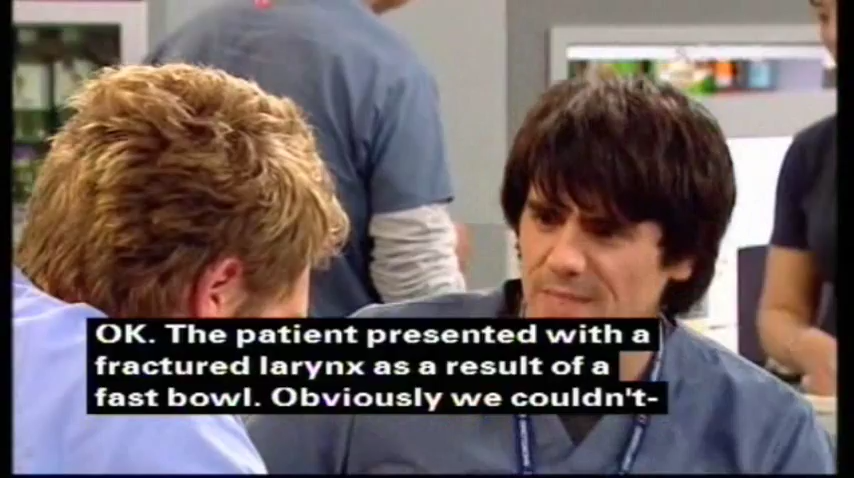 OK. The patient presented with a
fractured larynx as a result of a
fast bowl. Obviously we couldn't-